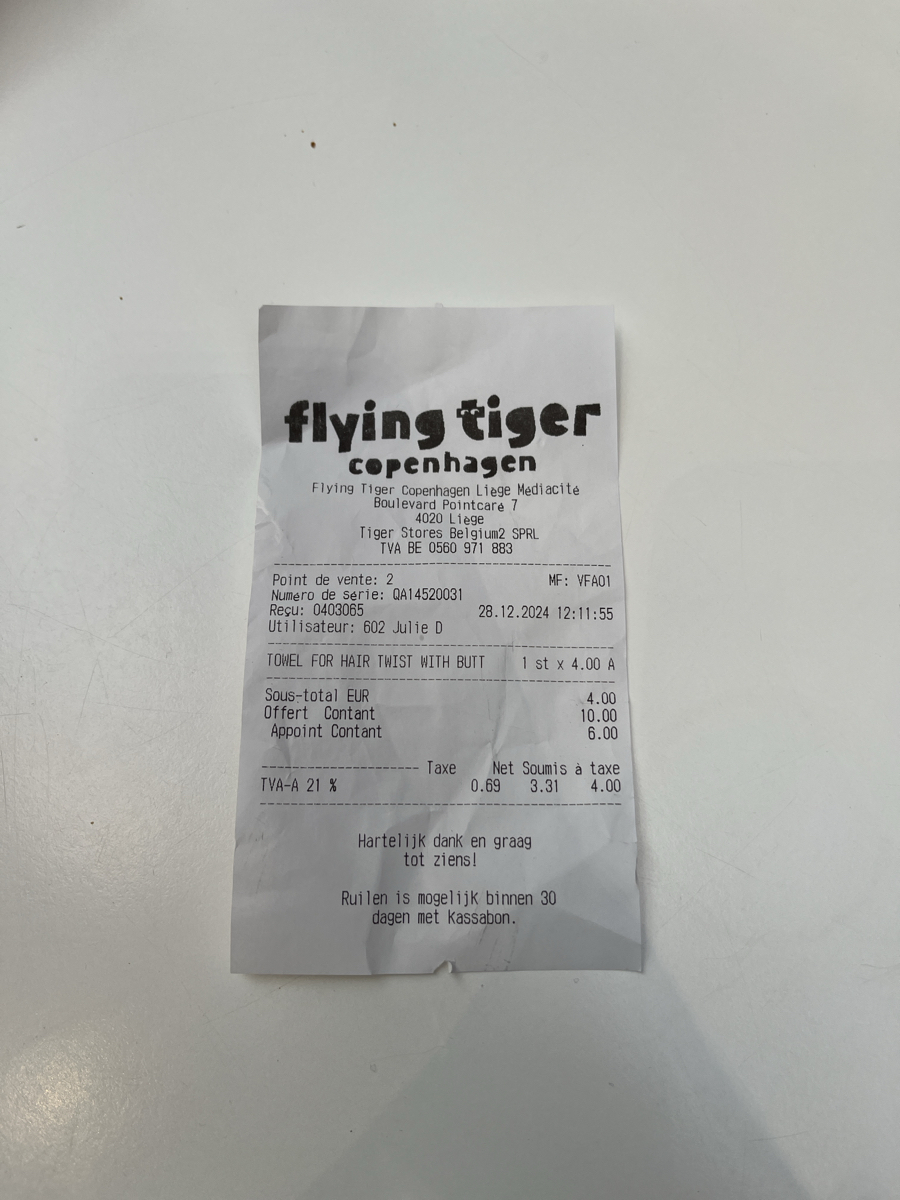 flying tiger
copenhagen
Flying Tiger Copenhagen Liège Médiacité
Boulevard Pointcaré 7
4020 Liège
Tiger Stores Belgium2 SPRL
TVA BE 0560 971 883
Point de vente: 2 MF: VFA01
Numéro de série: QA14520031
Reçu: 0403065 28.12.2024 12:11:55
Utilisateur: 602 Julie D
TOWEL FOR HAIR TWIST WITH BUTT 1 st x 4.00 A
Sous-total EUR 4.00
Offert Contant 10.00
Appoint Contant 6.00
Taxe Net Soumis à taxe
TVA-A 21 % 0.69 3.31 4.00
Hartelijk dank en graag
tot ziens!
Ruilen is mogelijk binnen 30
dagen met kassabon.